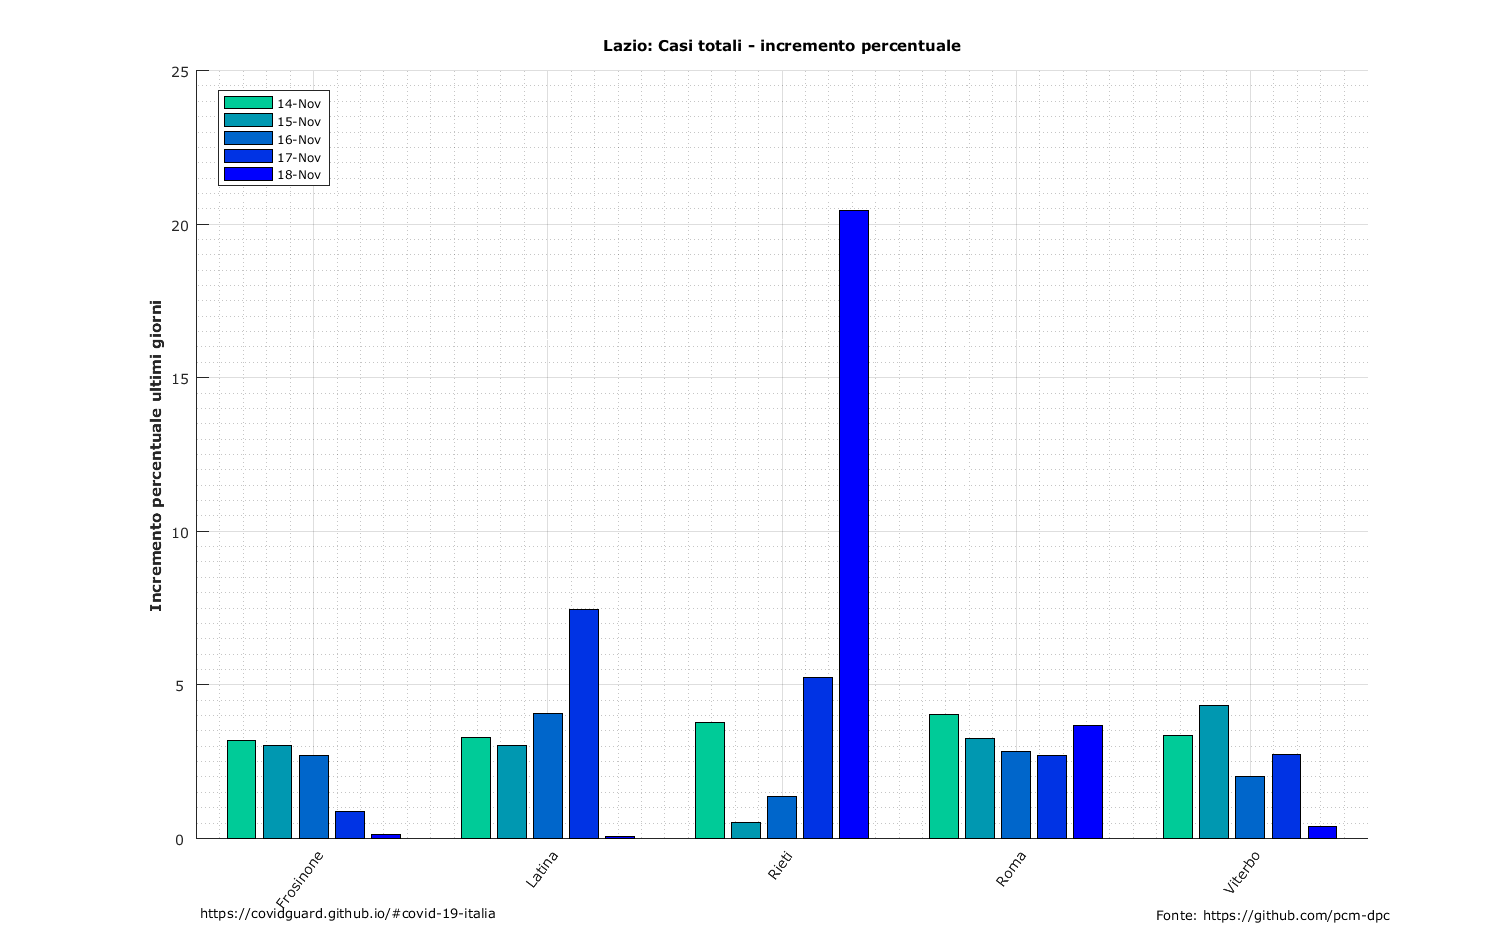 Lazio: Casi totali - incremento percentuale
25
20
15
10
5
0
Incremento percentuale ultimi giorni
14-Nov
15-Nov
16-Nov
17-Nov
18-Nov
Frosinone
Latina
Rieti
Roma
Viterbo
https://covidguard.github.io/#covid-19-italia
Fonte: https://github.com/pcm-dpc